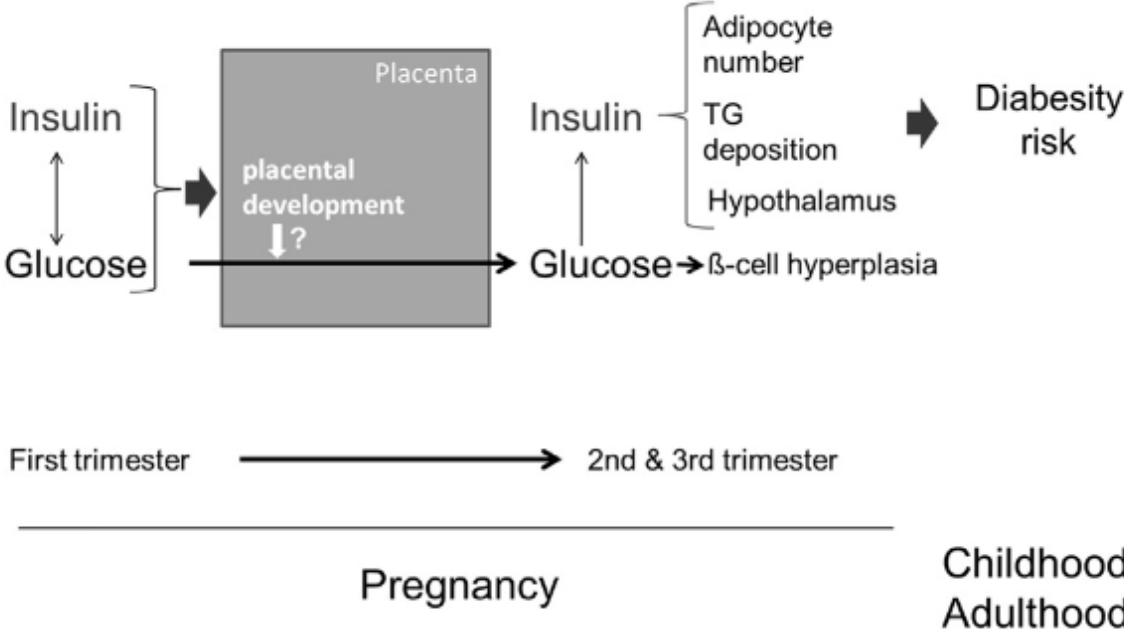 Insulin
Glucose
Placenta
placental
development
?
Insulin
Glucose
Adipocyte
number
TG
deposition
Hypothalamus
ß-cell hyperplasia
Diabesity
risk
First trimester
2nd & 3rd trimester
Pregnancy
Childhood
Adulthood